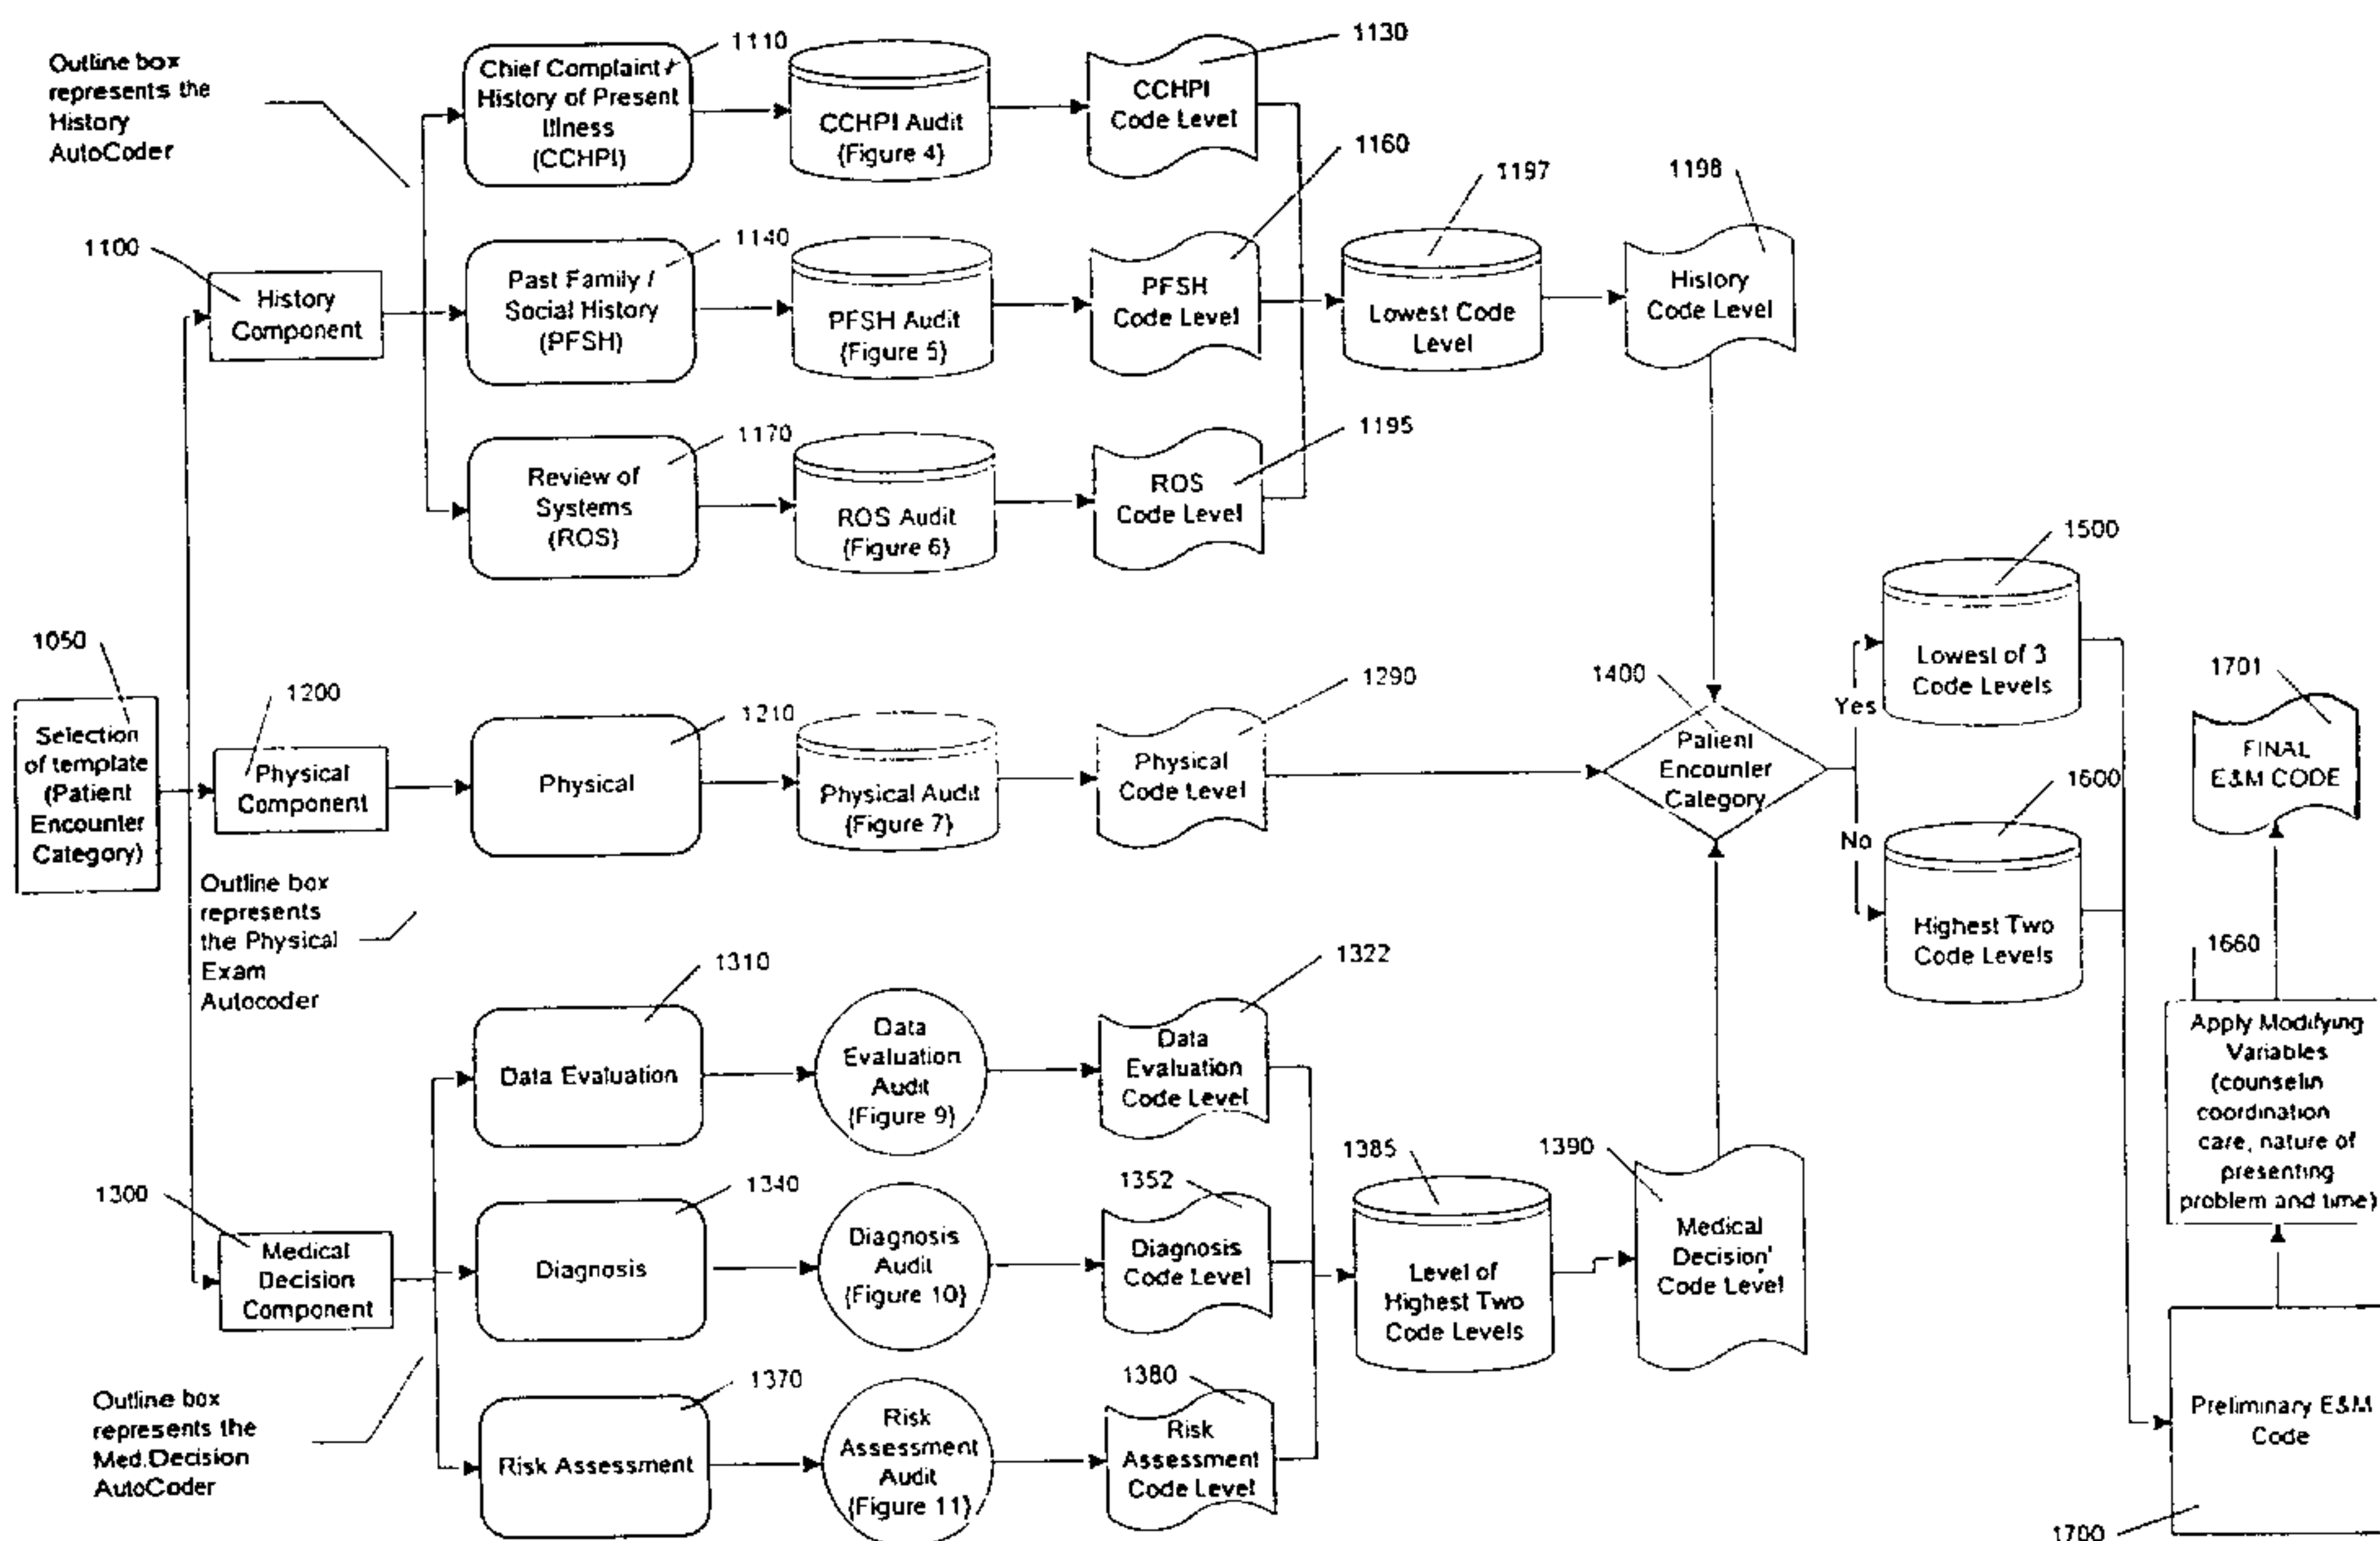 Outline box
represents the
History
AutoCoder
1110
Chief Complaint /
History of Present
Illness
(CCHPI)
CCHPI Audit
(Figure 4)
1130
CCHPI
Code Level
1100
History
Component
1140
Past Family /
Social History
(PFSH)
PFSH Audit
(Figure 5)
1160
PFSH
Code Level
1197
Lowest Code
Level
1198
History
Code Level
1170
Review of
Systems
(ROS)
ROS Audit
(Figure 6)
1195
ROS
Code Level
1050
Selection
of template
(Patient
Encounter
Category)
1200
Physical
Component
1210
Physical
Physical Audit
(Figure 7)
1290
Physical
Code Level
1400
Patient
Encounter
Category
Yes
No
1500
Lowest of 3
Code Levels
1600
Highest Two
Code Levels
1701
FINAL
E&M CODE
Outline box
represents
the Physical
Exam
Autocoder
1310
Data Evaluation
Data
Evaluation
Audit
(Figure 9)
1322
Data
Evaluation
Code Level
1300
Medical
Decision
Component
1340
Diagnosis
Diagnosis
Audit
(Figure 10)
1352
Diagnosis
Code Level
1385
Level of
Highest Two
Code Levels
1390
Medical
Decision
Code Level
1660
Apply Modifying
Variables
(counselin
coordination
care, nature of
presenting
problem and time)
Outline box
represents the
Med.Decision
AutoCoder
1370
Risk Assessment
Risk
Assessment
Audit
(Figure 11)
1380
Risk
Assessment
Code Level
Preliminary E&M
Code
1700